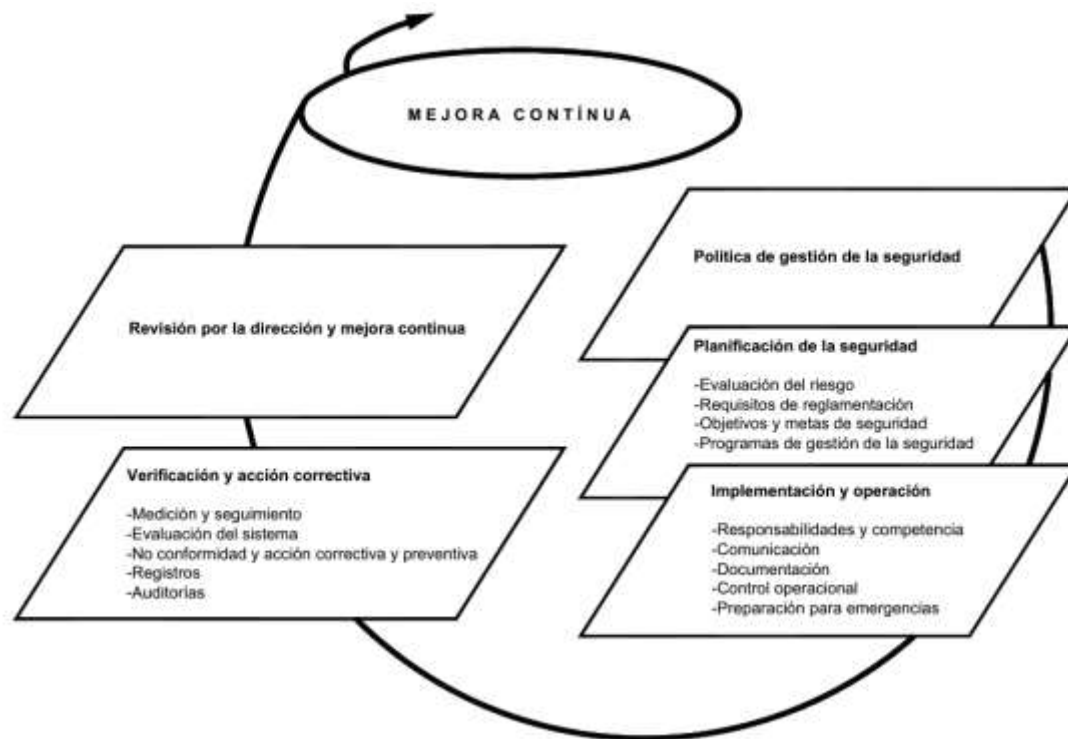 MEJORA CONTÍNUA
Política de gestión de la seguridad
Planificación de la seguridad
-Evaluación del riesgo
-Requisitos de reglamentación
-Objetivos y metas de seguridad
-Programas de gestión de la seguridad
Implementación y operación
-Responsabilidades y competencia
-Comunicación
-Documentación
-Control operacional
-Preparación para emergencias
Verificación y acción correctiva
-Medición y seguimiento
-Evaluación del sistema
-No conformidad y acción correctiva y preventiva
-Registros
-Auditorías
Revisión por la dirección y mejora continua